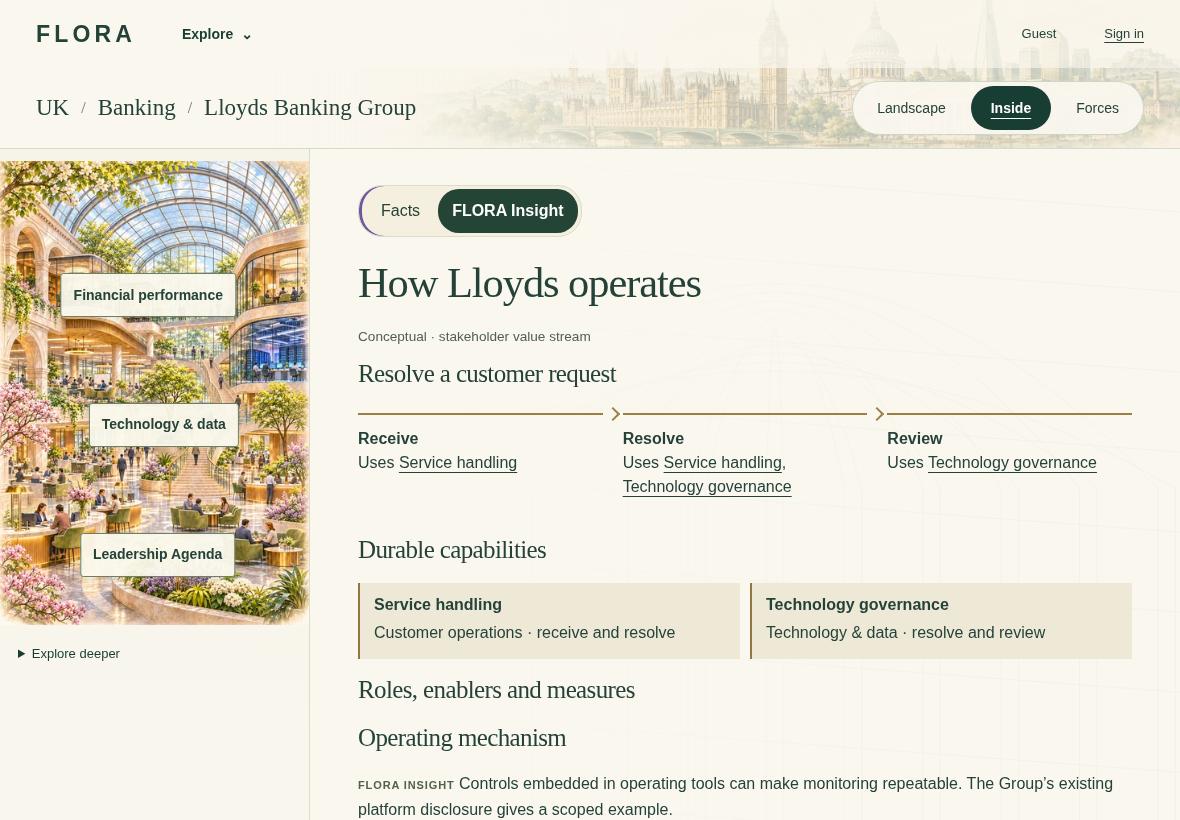 FLORA
Explore
Guest
Sign in
UK / Banking / Lloyds Banking Group
Landscape
Inside
Forces
Financial performance
Technology & data
Leadership Agenda
Explore deeper
Facts
FLORA Insight
How Lloyds operates
Conceptual · stakeholder value stream
Resolve a customer request
Receive
Uses Service handling
Resolve
Uses Service handling,
Technology governance
Review
Uses Technology governance
Durable capabilities
Service handling
Customer operations · receive and resolve
Technology governance
Technology & data · resolve and review
Roles, enablers and measures
Operating mechanism
FLORA INSIGHT Controls embedded in operating tools can make monitoring repeatable. The Group’s existing
platform disclosure gives a scoped example.